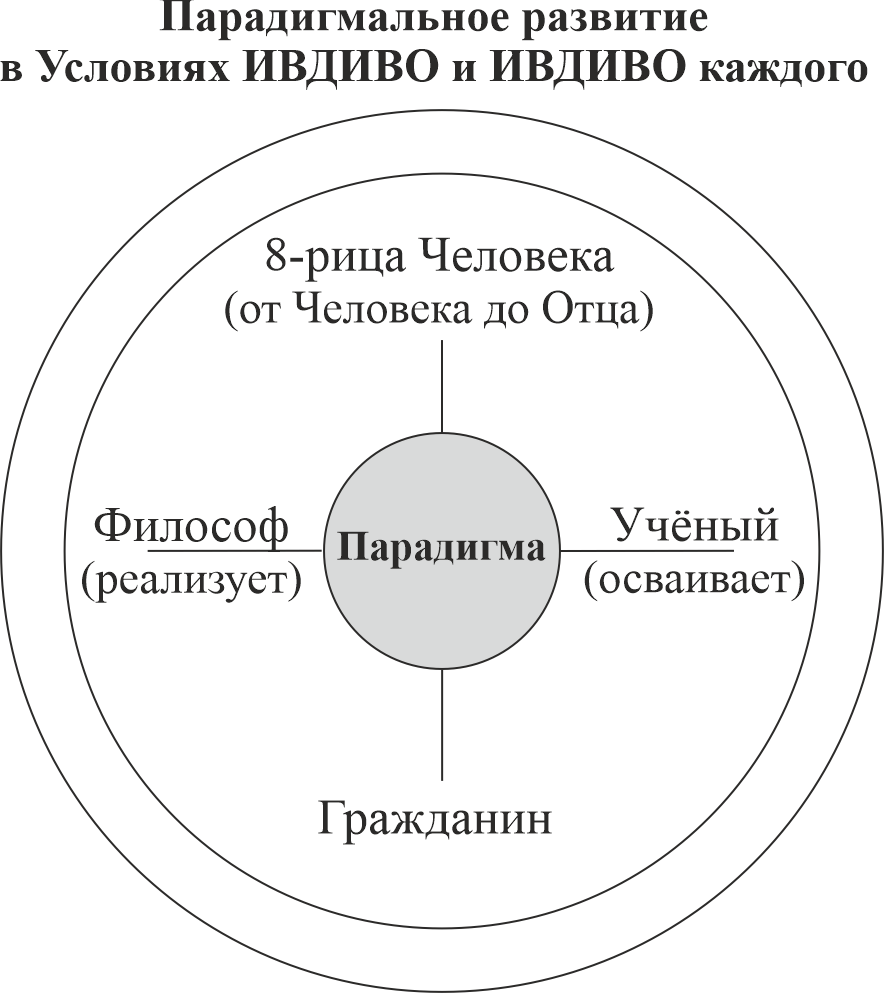 Парадигмальное развитие
в Условиях ИВДИВО и ИВДИВО каждого
8-рица Человека
(от Человека до Отца)
Философ
(реализует)
Парадигма
Учёный
(осваивает)
Гражданин